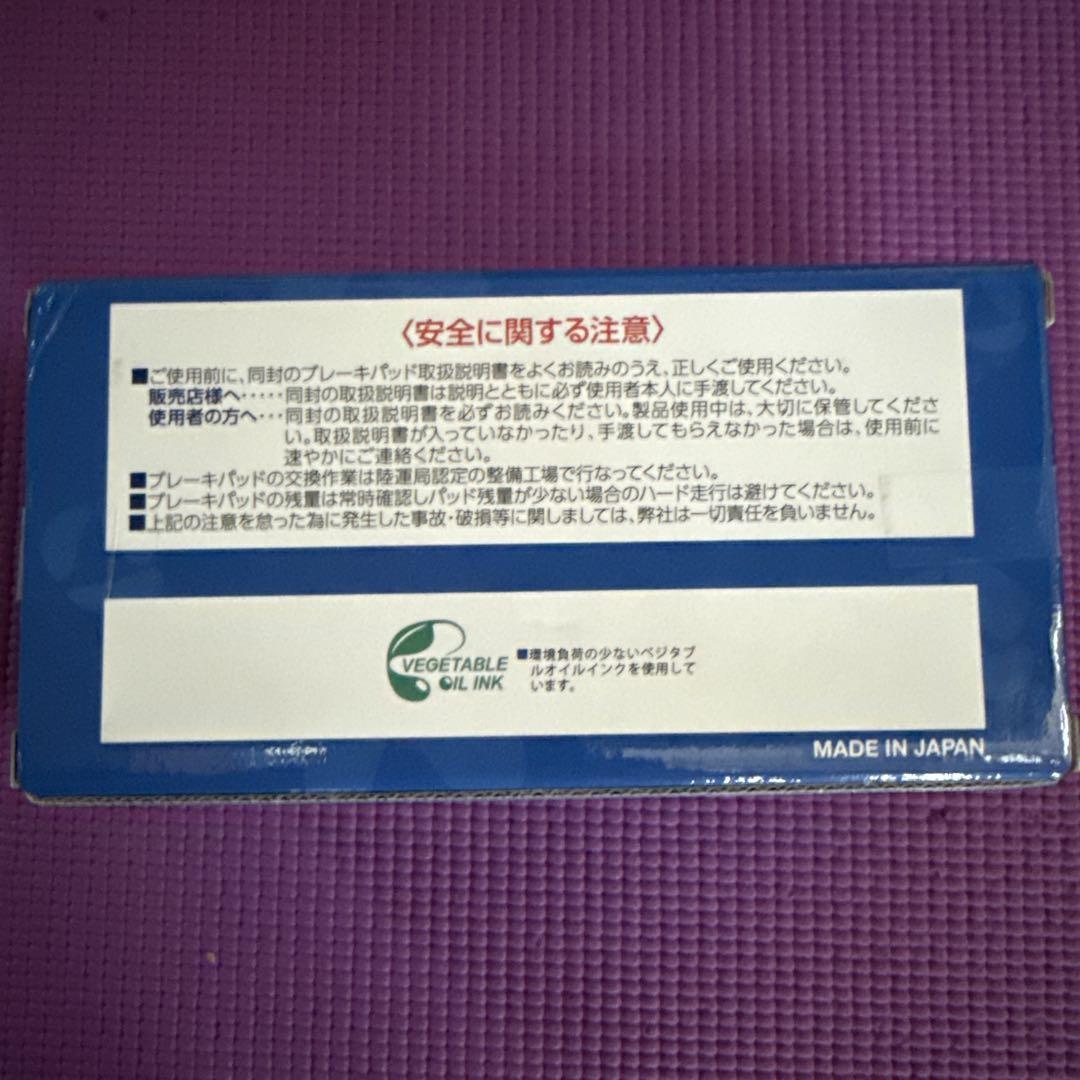 〈安全に関する注意〉
■ご使用前に、同封のブレーキパッド取扱説明書をよくお読みのうえ、正しくご使用ください。
販売店様へ‥‥‥同封の取扱説明書は説明とともに必ず使用者本人に手渡してください。
使用者の方へ‥‥同封の取扱説明書を必ずお読みください。製品使用中は、大切に保管してくださ
い。取扱説明書が入っていなかったり、手渡してもらえなかった場合は、使用前に
速やかにご連絡ください。
■ブレーキパッドの交換作業は陸運局認定の整備工場で行なってください。
■ブレーキパッドの残量は常時確認しパッド残量が少ない場合のハード走行は避けてください。
■上記の注意を怠った為に発生した事故・破損等に関しましては、弊社は一切責任を負いません。
VEGETABLE
OIL INK
■環境負荷の少ないベジタブ
ルオイルインクを使用して
います。
MADE IN JAPAN